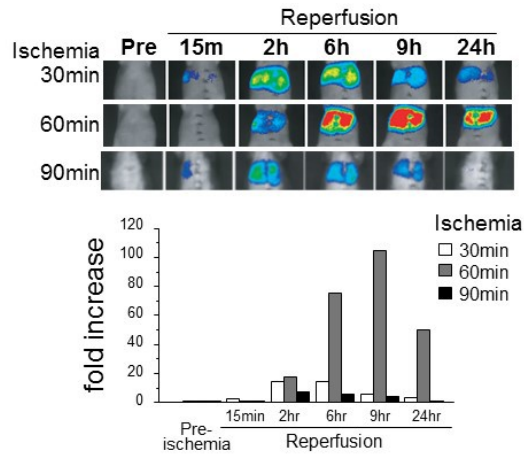 Reperfusion
Ischemia Pre 15m 2h 6h 9h 24h
30min
60min
90min
fold increase
120
100
80
60
40
20
0
Ischemia
30min
60min
90min
15min 2hr 6hr 9hr 24hr
Pre-
ischemia
Reperfusion